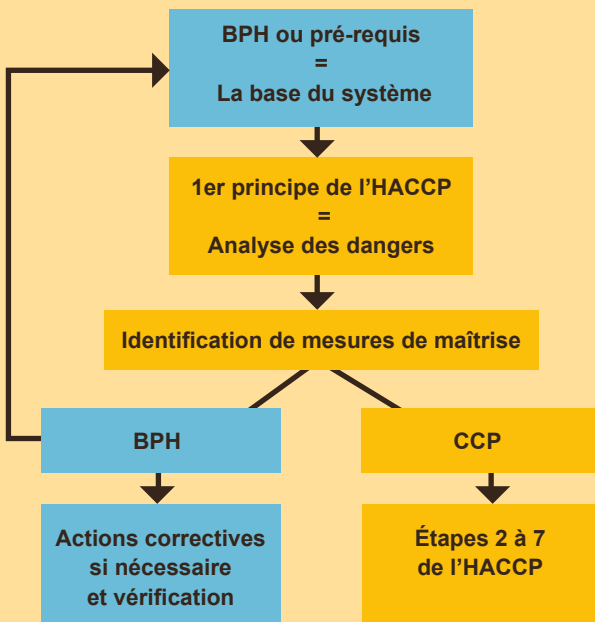 BPH ou pré-requis
=
La base du système
1er principe de l'HACCP
=
Analyse des dangers
Identification de mesures de maîtrise
BPH
CCP
Actions correctives
si nécessaire
et vérification
Étapes 2 à 7
de l'HACCP